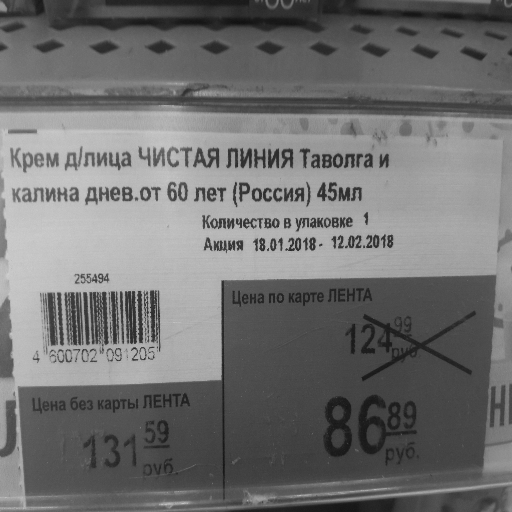 Крем д/лица ЧИСТАЯ ЛИНИЯ Таволга и
калина днев.от 60 лет (Россия) 45мл
Количество в упаковке 1
Акция 18.01.2018 - 12.02.2018
255494
4 600702 091205
Цена по карте ЛЕНТА
124 99
руб
Цена без карты ЛЕНТА
131 59
руб.
86 89
руб.